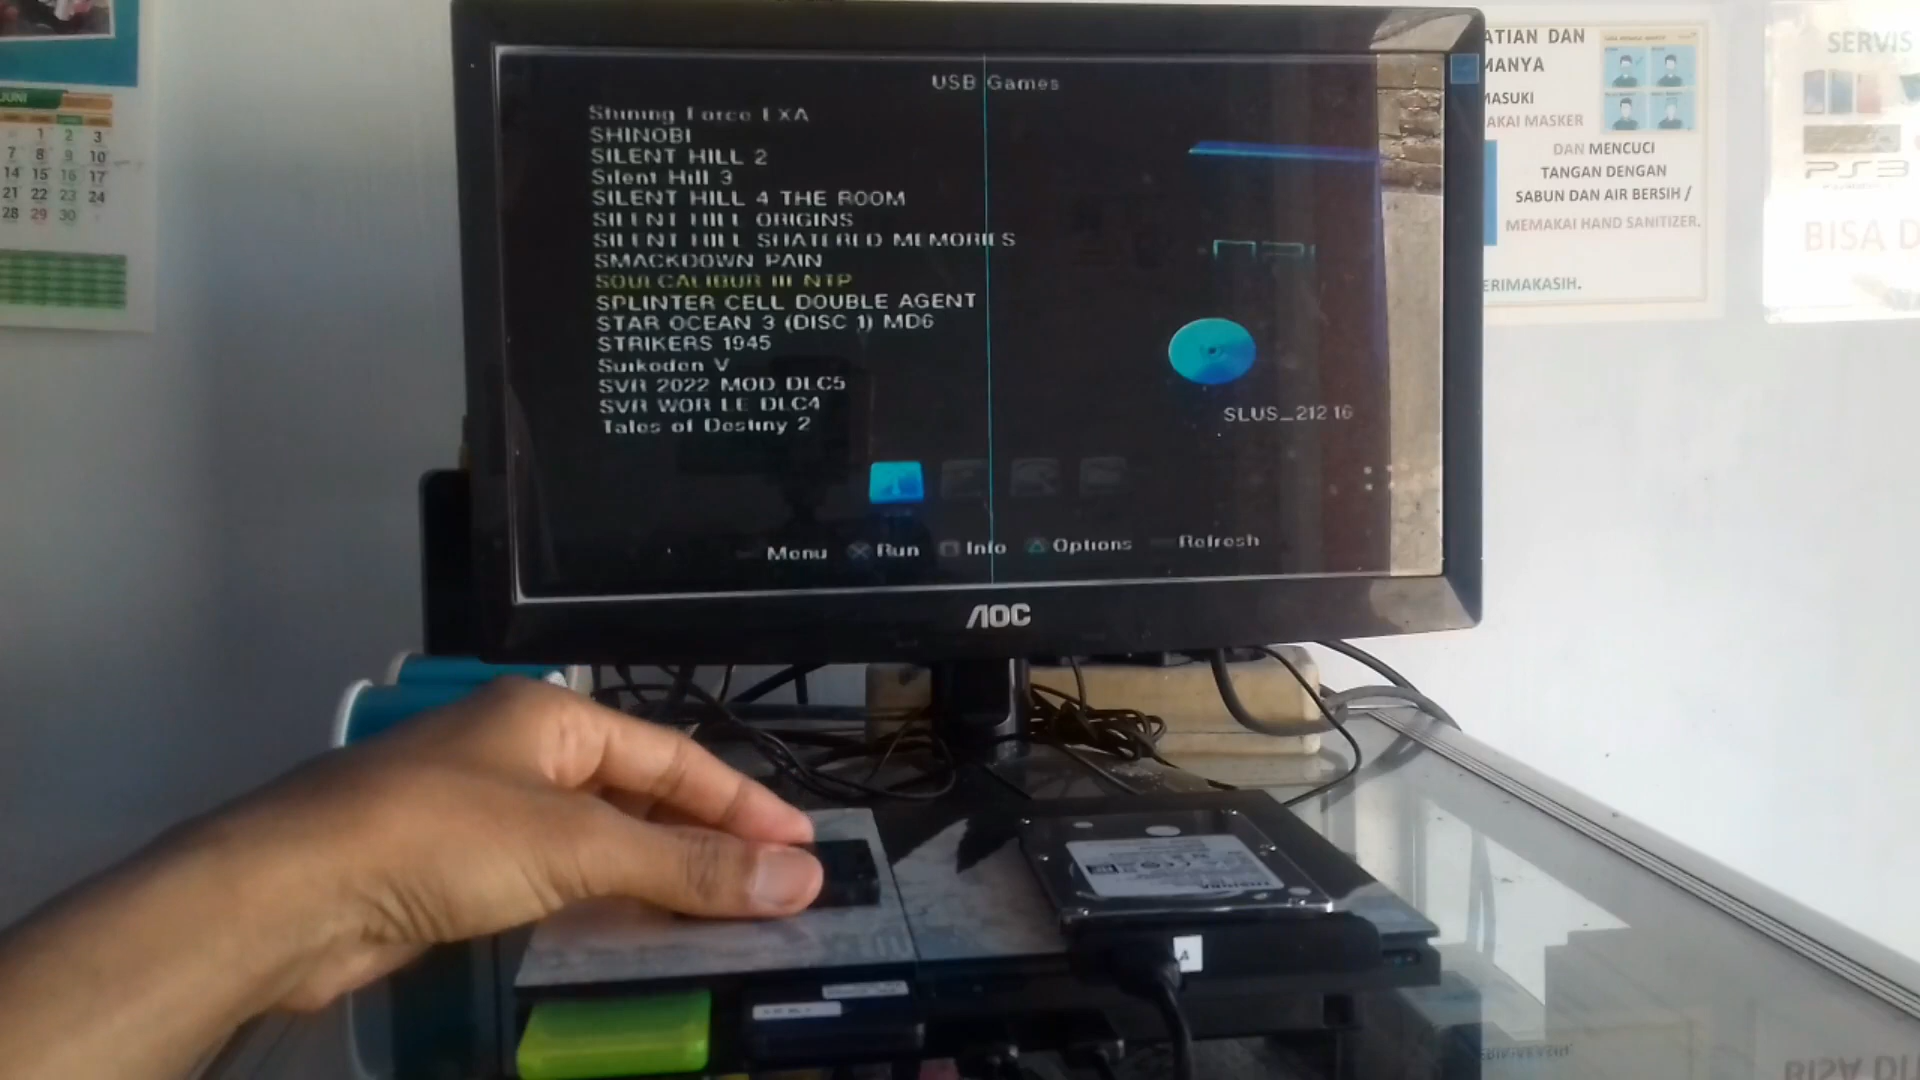 JUNI
1 2 3
7 8 9 10
14 15 16 17
21 22 23 24
28 29 30
USB Games
Shining Force EXA
SHINOBI
SILENT HILL 2
Silent Hill 3
SILENT HILL 4 THE ROOM
SILENT HILL ORIGINS
SILENT HILL SHATERED MEMORIES
SMACKDOWN PAIN
SOULCALIBUR III NTP
SPLINTER CELL DOUBLE AGENT
STAR OCEAN 3 (DISC 1) MD6
STRIKERS 1945
Suikoden V
SVR 2022 MOD DLC5
SVR WOR LE DLC4
Tales of Destiny 2
SLUS_212 16
Menu Run Info Options Refresh
AOC
ATIAN DAN
MANYA
MASUKI
AKAI MASKER
DAN MENCUCI
TANGAN DENGAN
SABUN DAN AIR BERSIH /
MEMAKAI HAND SANITIZER.
ERIMAKASIH.
SERVIS
PS3
BISA D
TOSHIBA
A